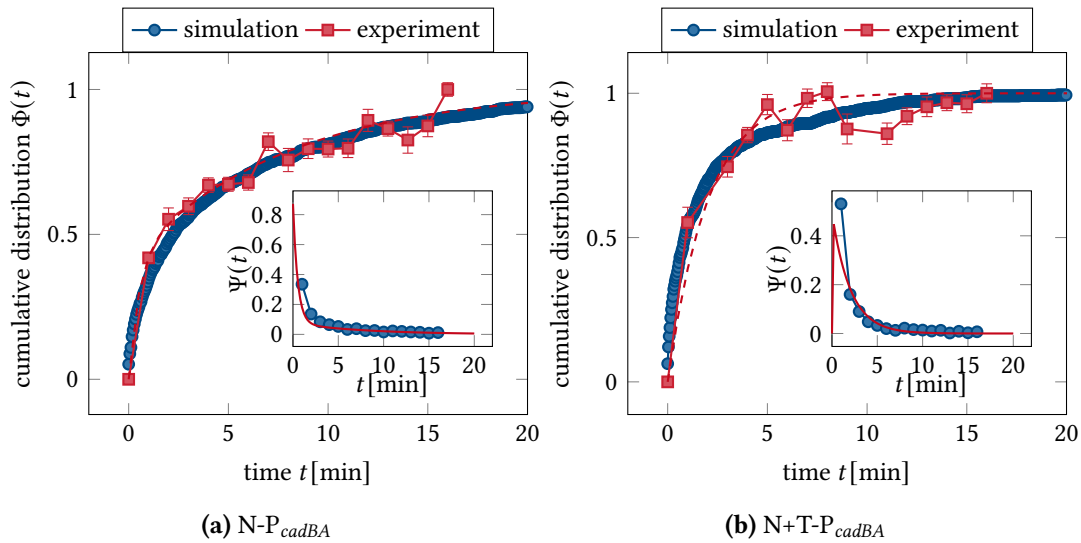 simulation experiment
cumulative distribution Φ(t)
1
0.5
0
0 5 10 15 20
time t [min]
Ψ(t)
0.8
0.6
0.4
0.2
0
0 5 10 15 20
t [min]
(a) N-PcadBA
simulation experiment
cumulative distribution Φ(t)
1
0.5
0
0 5 10 15 20
time t [min]
Ψ(t)
0.4
0.2
0
0 5 10 15 20
t [min]
(b) N+T-PcadBA